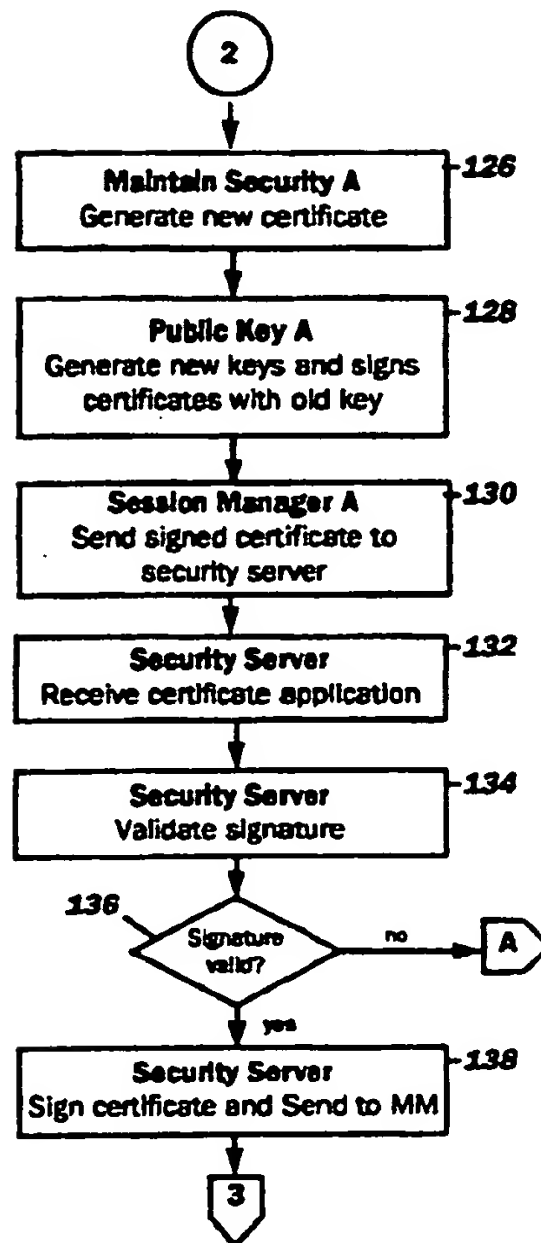 2
Maintain Security A
Generate new certificate
126
Public Key A
Generate new keys and signs
certificates with old key
128
Session Manager A
Send signed certificate to
security server
130
Security Server
Receive certificate application
132
Security Server
Validate signature
134
136
Signature
valid?
no
A
yes
Security Server
Sign certificate and Send to MM
138
3